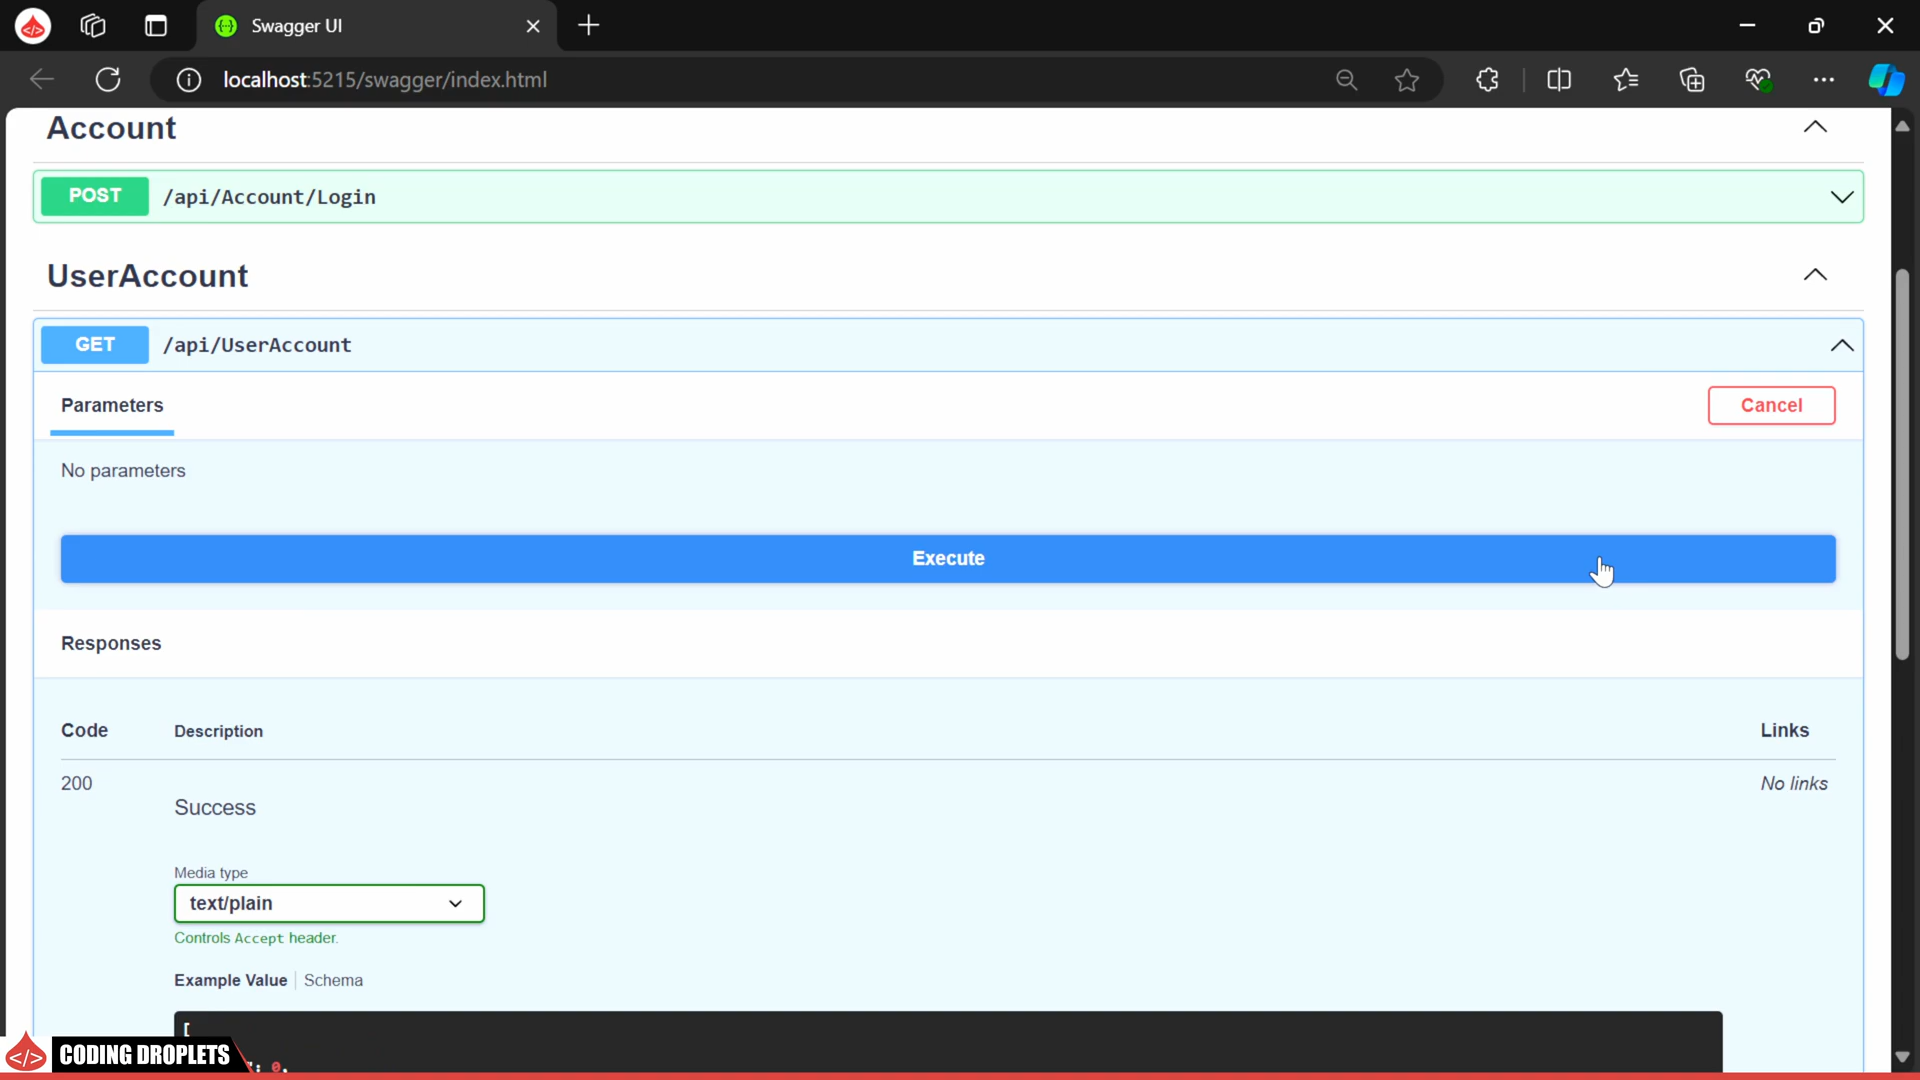 Swagger UI
localhost:5215/swagger/index.html
Account
POST /api/Account/Login
UserAccount
GET /api/UserAccount
Parameters
Cancel
No parameters
Execute
Responses
Code Description Links
200 No links
Success
Media type
text/plain
Controls Accept header.
Example Value Schema
[
": 0,
CODING DROPLETS